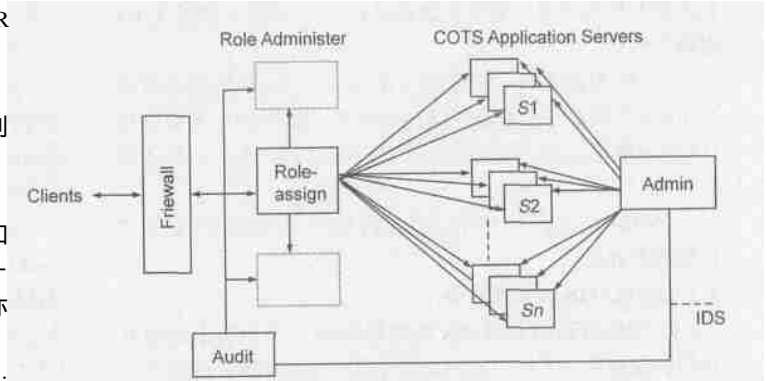 R
Role Administer
COTS Application Servers
S1
Clients
Friewall
Role-
assign
S2
Admin
Sn
IDS
Audit